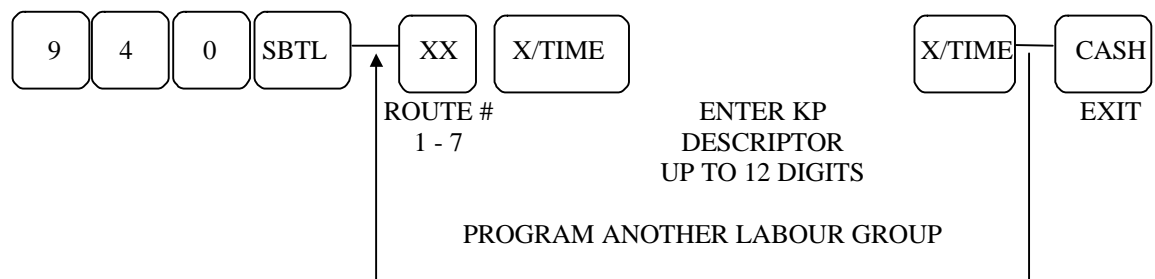 9 4 0 SBTL XX X/TIME X/TIME CASH
ROUTE # ENTER KP EXIT
1 - 7 DESCRIPTOR
UP TO 12 DIGITS
PROGRAM ANOTHER LABOUR GROUP